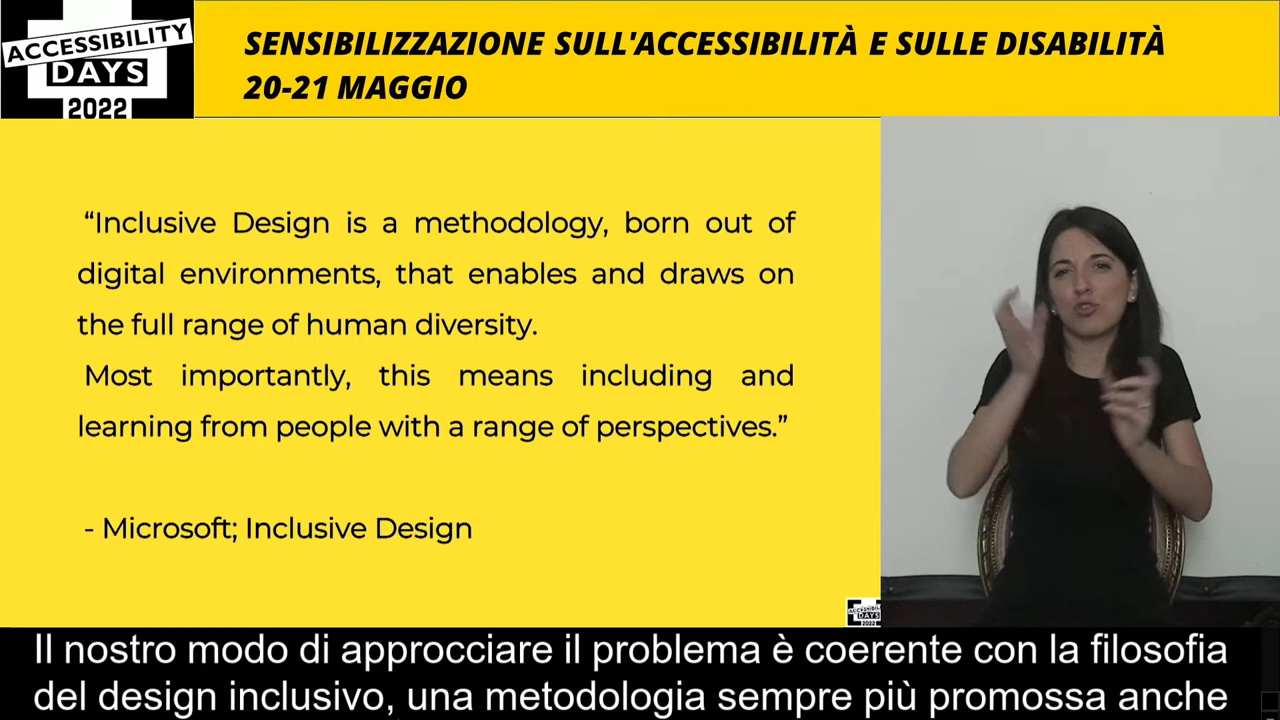 ACCESSIBILITY
DAYS
2022
SENSIBILIZZAZIONE SULL'ACCESSIBILITÀ E SULLE DISABILITÀ
20-21 MAGGIO
“Inclusive Design is a methodology, born out of
digital environments, that enables and draws on
the full range of human diversity.
Most importantly, this means including and
learning from people with a range of perspectives.”
- Microsoft; Inclusive Design
DAYS
2022
Il nostro modo di approcciare il problema è coerente con la filosofia
del design inclusivo, una metodologia sempre più promossa anche